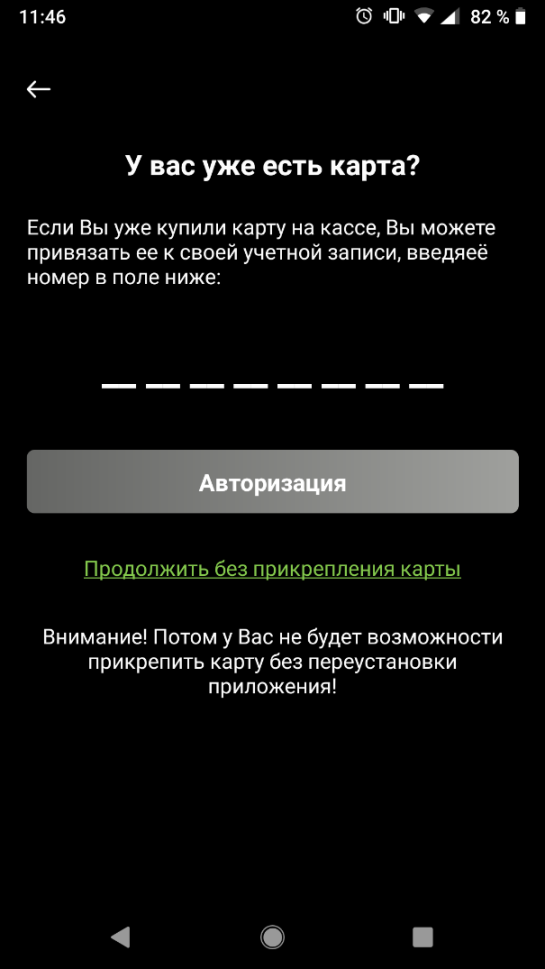 11:46
82 %
У вас уже есть карта?
Если Вы уже купили карту на кассе, Вы можете
привязать ее к своей учетной записи, введяеё
номер в поле ниже:
Авторизация
Продолжить без прикрепления карты
Внимание! Потом у Вас не будет возможности
прикрепить карту без переустановки
приложения!